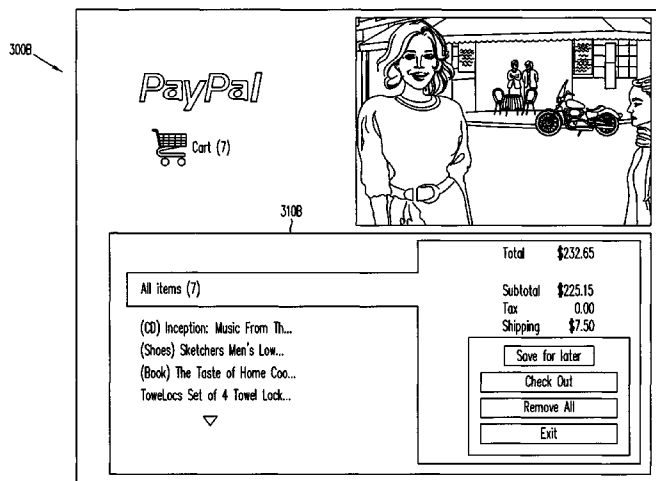 300B
PayPal
Cart (7)
310B
All items (7)
(CD) Inception: Music From Th...
(Shoes) Sketchers Men's Low...
(Book) The Taste of Home Coo...
ToweLocs Set of 4 Towel Lock...
Total $232.65
Subtotal $225.15
Tax 0.00
Shipping $7.50
Save for later
Check Out
Remove All
Exit